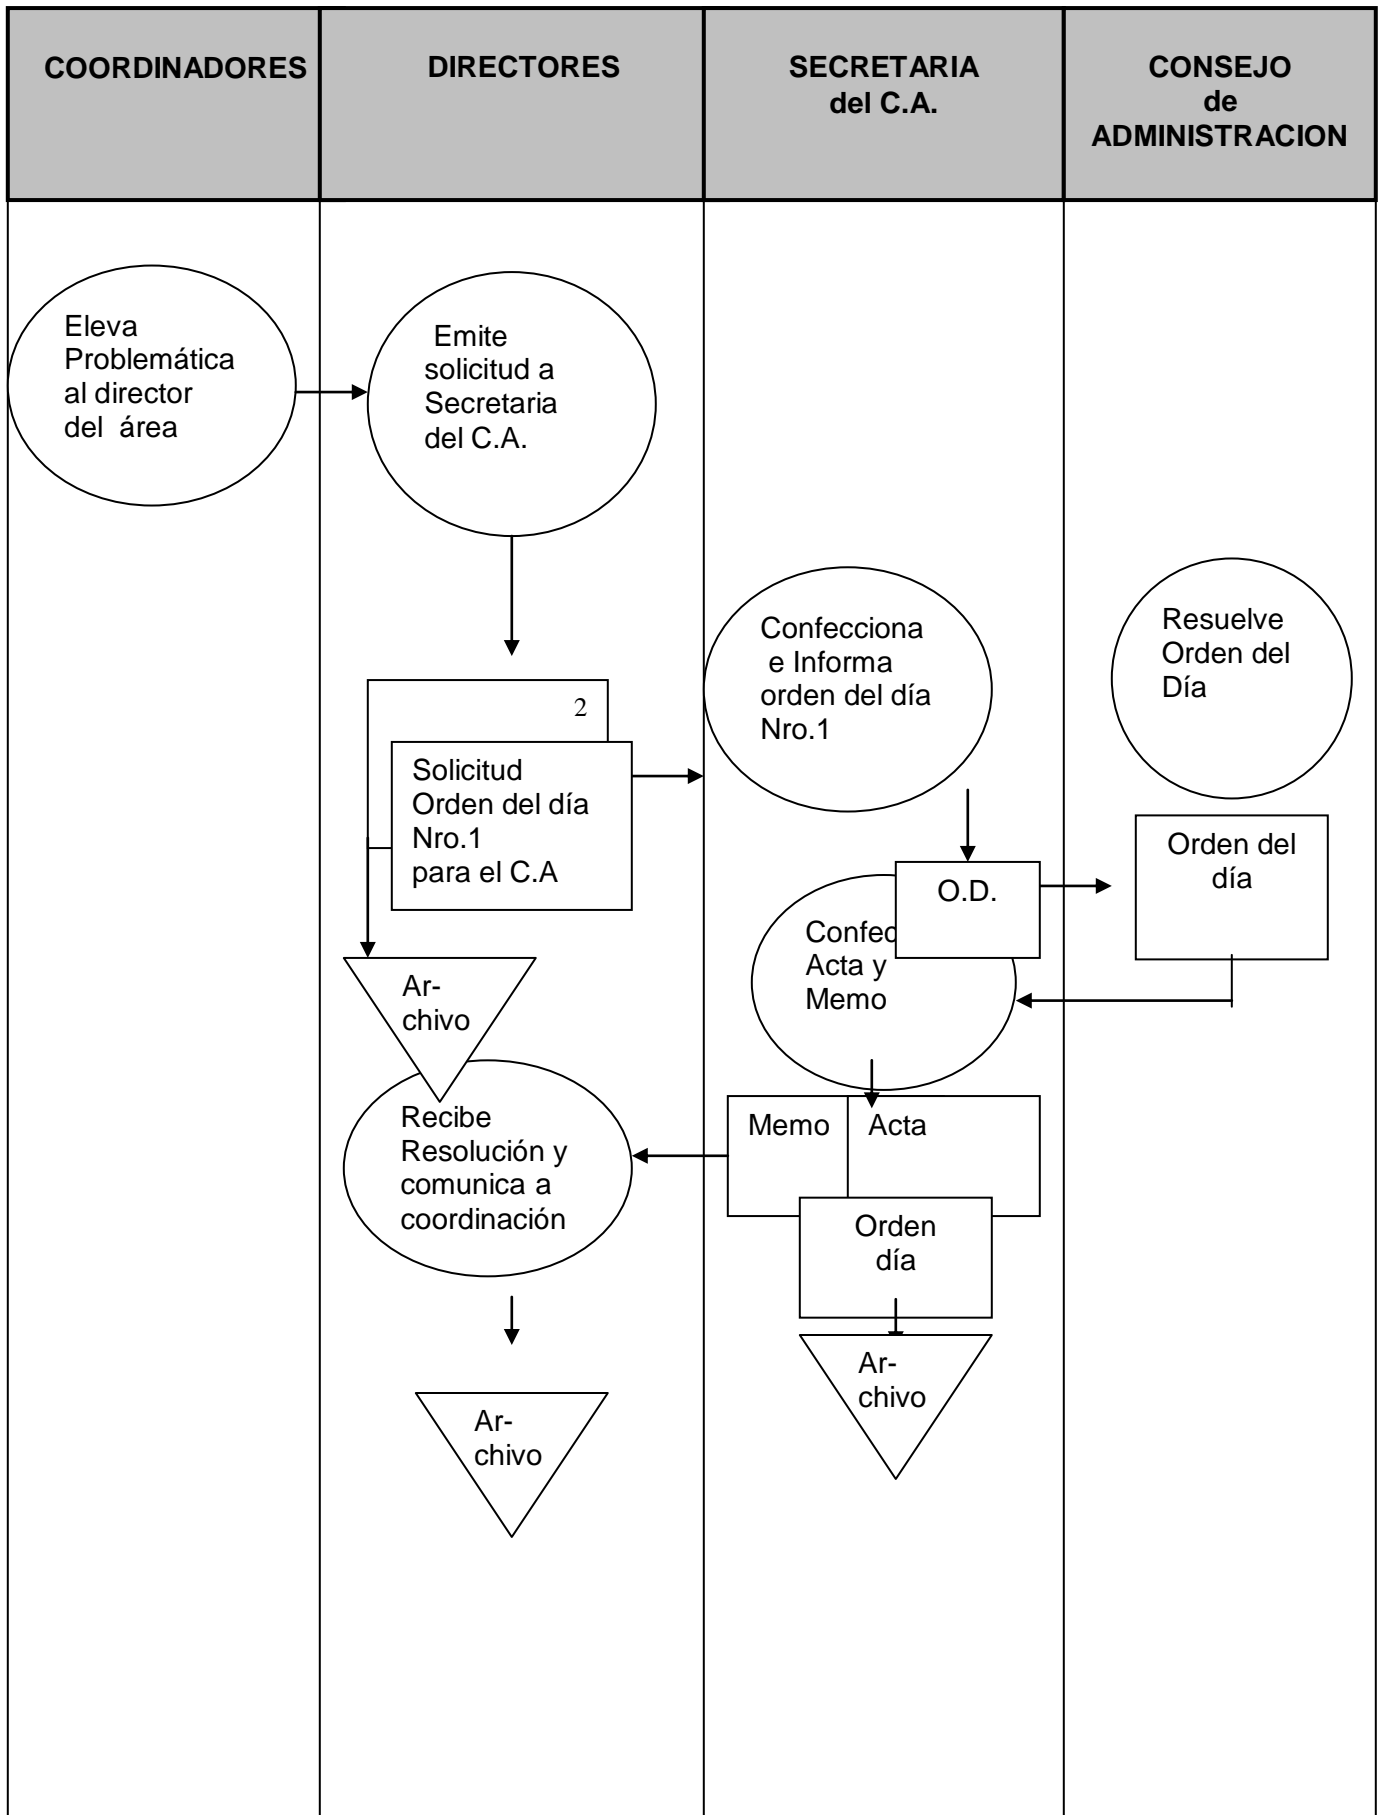 COORDINADORES
DIRECTORES
SECRETARIA
del C.A.
CONSEJO
de
ADMINISTRACION
Eleva
Problemática
al director
del área
Emite
solicitud a
Secretaria
del C.A.
2
Solicitud
Orden del día
Nro.1
para el C.A
Ar-
chivo
Confecciona
e Informa
orden del día
Nro.1
Resuelve
Orden del
Día
O.D.
Orden del
día
Confec
Acta y
Memo
Memo
Acta
Orden
día
Recibe
Resolución y
comunica a
coordinación
Ar-
chivo
Ar-
chivo